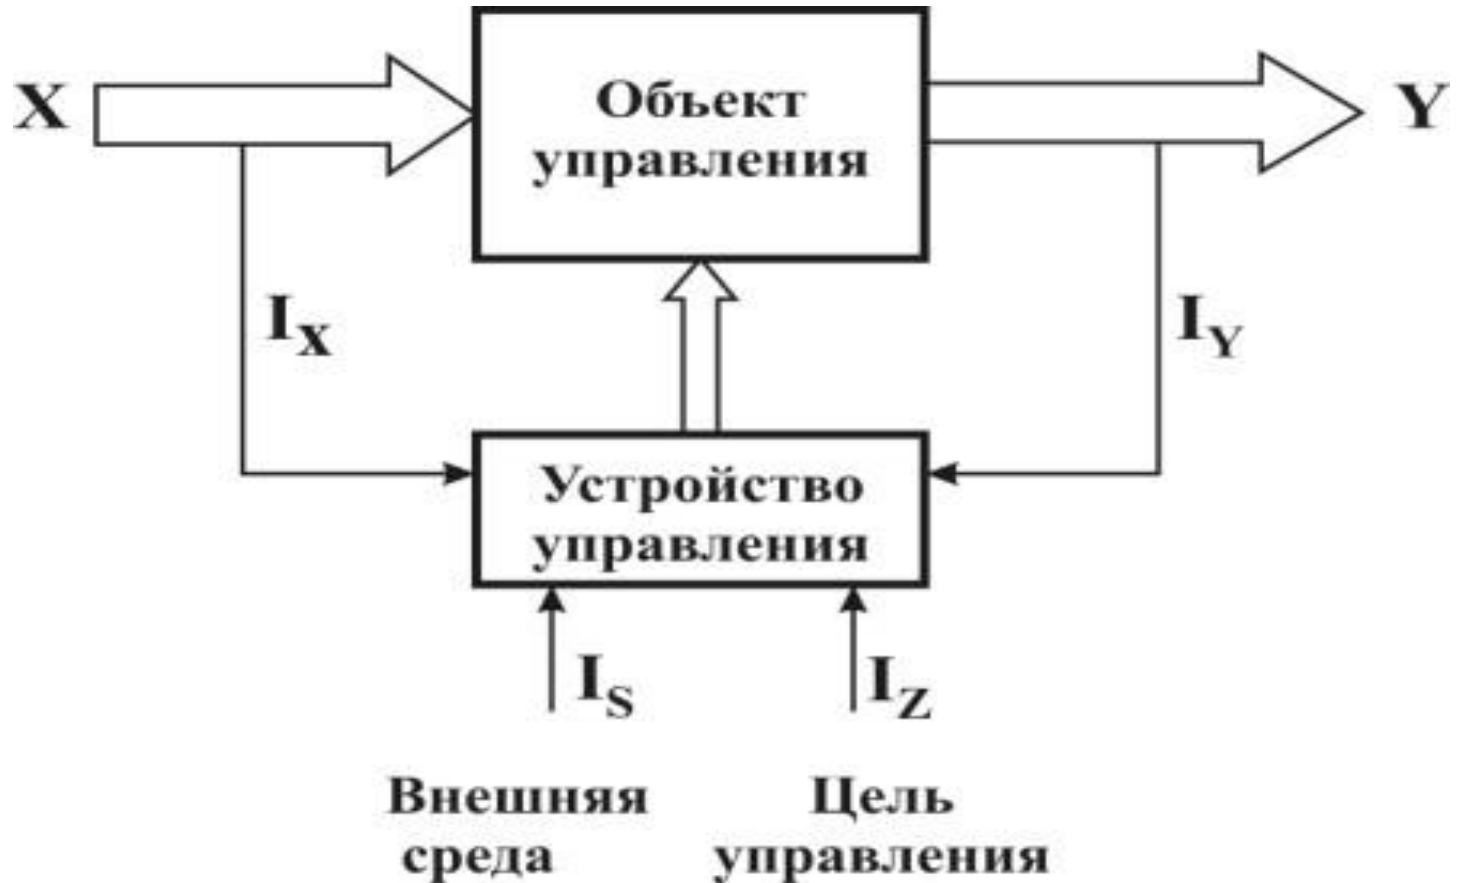 X
Объект
управления
Y
I_X
I_Y
Устройство
управления
I_S
I_Z
Внешняя
среда
Цель
управления